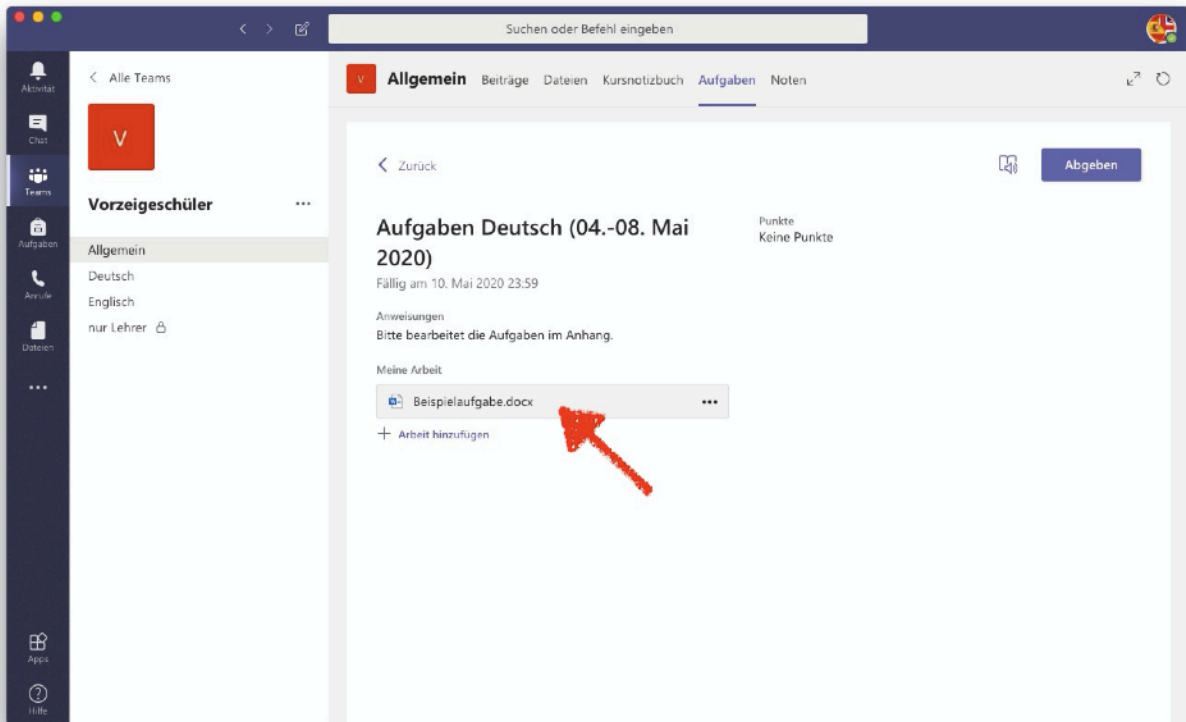 Suchen oder Befehl eingeben
Aktivität
Chat
Teams
Aufgaben
Anrufe
Dateien
Apps
Hilfe
Alle Teams
V
Vorzeigeschüler
Allgemein
Deutsch
Englisch
nur Lehrer
V
Allgemein Beiträge Dateien Kursnotizbuch Aufgaben Noten
Zurück
Abgeben
Aufgaben Deutsch (04.-08. Mai
2020)
Fällig am 10. Mai 2020 23:59
Punkte
Keine Punkte
Anweisungen
Bitte bearbeitet die Aufgaben im Anhang.
Meine Arbeit
Beispielaufgabe.docx
Arbeit hinzufügen